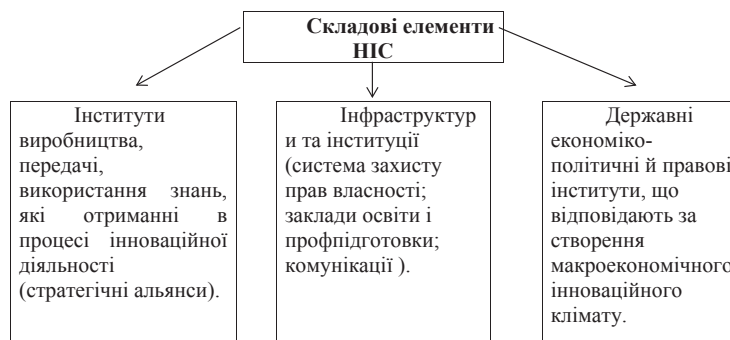 Складові елементи
НІС
Інститути
виробництва,
передачі,
використання знань,
які отриманні в
процесі інноваційної
діяльності
(стратегічні альянси).
Інфраструктур
и та інституції
(система захисту
прав власності;
заклади освіти і
профпідготовки;
комунікації ).
Державні
економіко-
політичні й правові
інститути, що
відповідають за
створення
макроекономічного
інноваційного
клімату.